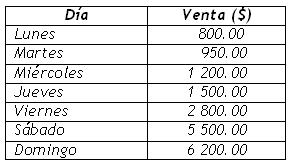 Día Venta ($)
Lunes 800.00
Martes 950.00
Miércoles 1 200.00
Jueves 1 500.00
Viernes 2 800.00
Sábado 5 500.00
Domingo 6 200.00